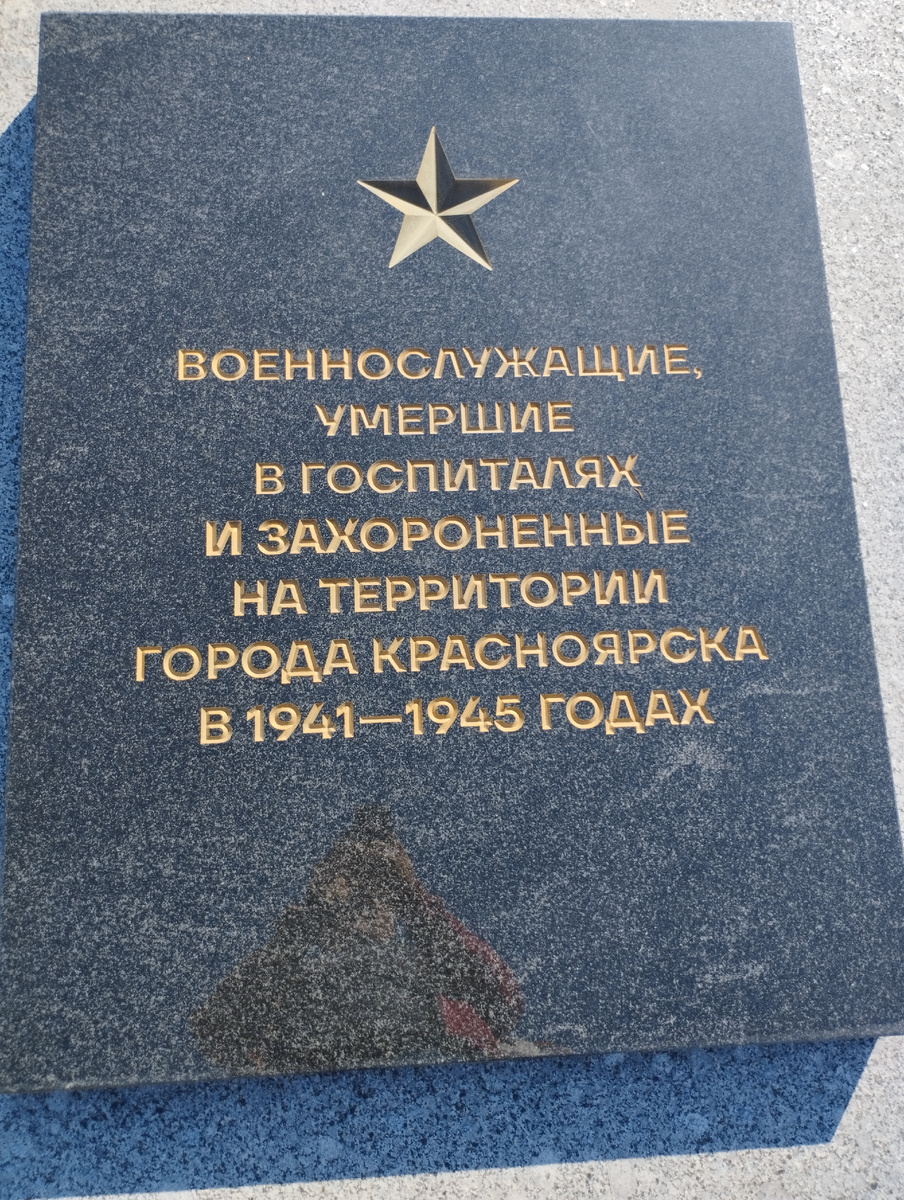 ВОЕННОСЛУЖАЩИЕ,
УМЕРШИЕ
В ГОСПИТАЛЯХ
И ЗАХОРОНЕННЫЕ
НА ТЕРРИТОРИИ
ГОРОДА КРАСНОЯРСКА
В 1941—1945 ГОДАХ